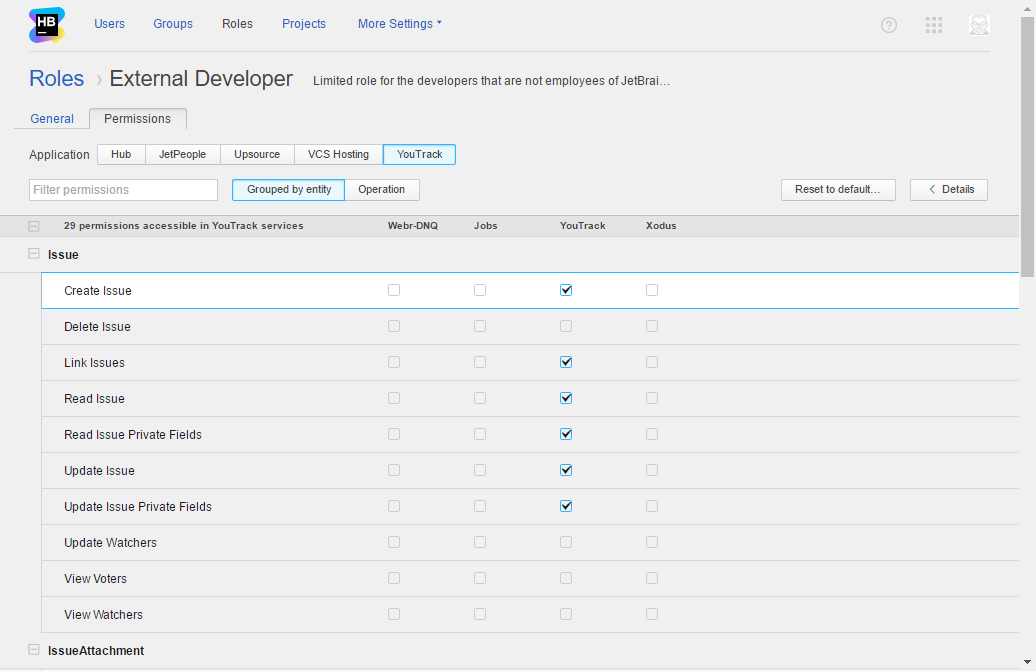 HB
Users Groups Roles Projects More Settings
?
Roles › External Developer Limited role for the developers that are not employees of JetBrai…
General Permissions
Application Hub JetPeople Upsource VCS Hosting YouTrack
Filter permissions Grouped by entity Operation Reset to default… Details
29 permissions accessible in YouTrack services Webr-DNQ Jobs YouTrack Xodus
Issue
Create Issue
Delete Issue
Link Issues
Read Issue
Read Issue Private Fields
Update Issue
Update Issue Private Fields
Update Watchers
View Voters
View Watchers
IssueAttachment